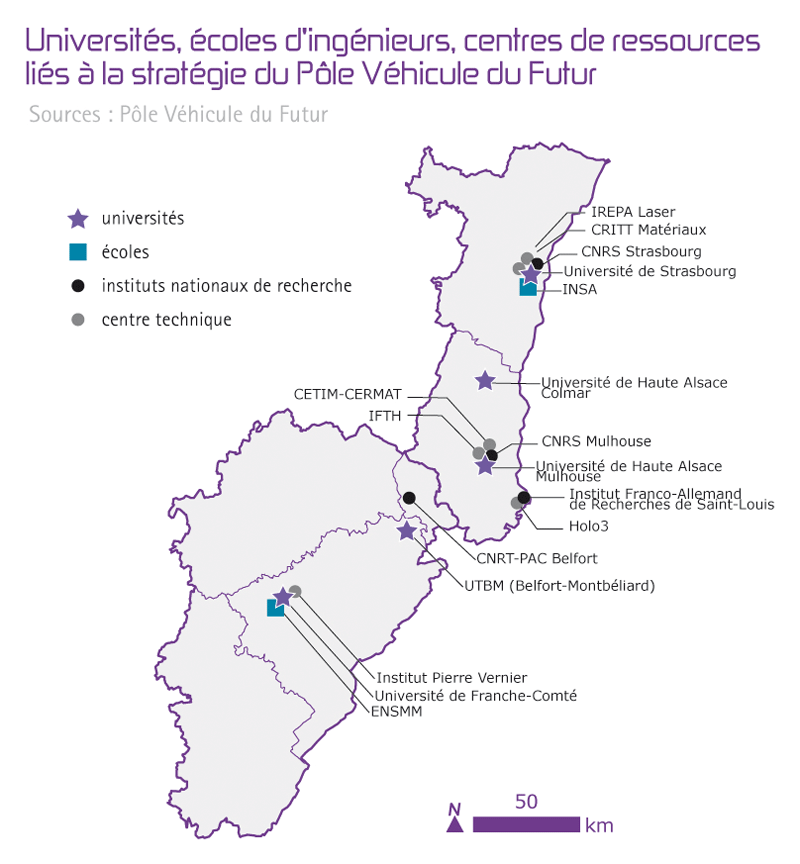 Universités, écoles d'ingénieurs, centres de ressources
liés à la stratégie du Pôle Véhicule du Futur
Sources : Pôle Véhicule du Futur
universités
écoles
instituts nationaux de recherche
centre technique
IREPA Laser
CRITT Matériaux
CNRS Strasbourg
Université de Strasbourg
INSA
Université de Haute Alsace
Colmar
CETIM-CERMAT
IFTH
CNRS Mulhouse
Université de Haute Alsace
Mulhouse
Institut Franco-Allemand
de Recherches de Saint-Louis
Holo3
CNRT-PAC Belfort
UTBM (Belfort-Montbéliard)
Institut Pierre Vernier
Université de Franche-Comté
ENSMM
N
50
km